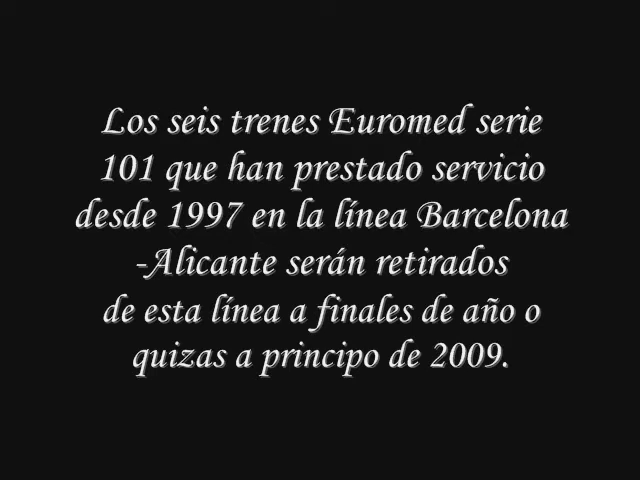 Los seis trenes Euromed serie
101 que han prestado servicio
desde 1997 en la línea Barcelona
-Alicante serán retirados
de esta línea a finales de año o
quizas a principo de 2009.